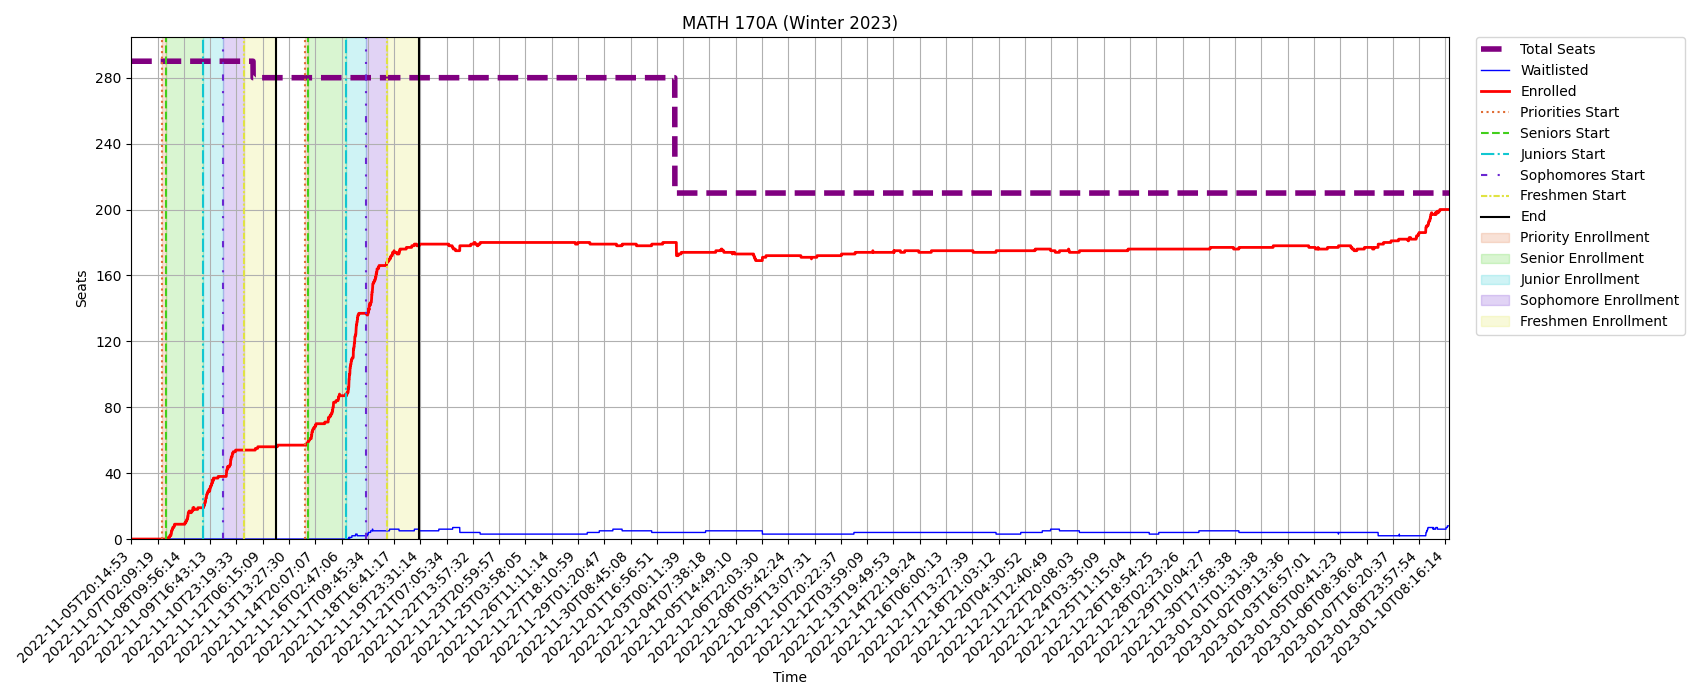 MATH 170A (Winter 2023)
Seats
280
240
200
160
120
80
40
0
2022-11-05T20:14:53
2022-11-07T02:09:19
2022-11-08T09:56:14
2022-11-09T16:43:13
2022-11-10T23:19:33
2022-11-12T06:15:09
2022-11-13T13:27:30
2022-11-14T20:07:07
2022-11-16T02:47:06
2022-11-17T09:45:34
2022-11-18T16:41:17
2022-11-19T23:31:14
2022-11-21T07:05:34
2022-11-22T13:57:32
2022-11-23T20:59:57
2022-11-25T03:58:05
2022-11-26T11:11:14
2022-11-27T18:10:59
2022-11-29T01:20:47
2022-11-30T08:45:08
2022-12-01T16:56:51
2022-12-03T00:11:39
2022-12-04T07:38:18
2022-12-05T14:49:10
2022-12-06T22:03:30
2022-12-08T05:42:24
2022-12-09T13:07:31
2022-12-10T20:22:37
2022-12-12T03:59:09
2022-12-13T10:49:53
2022-12-14T22:19:24
2022-12-16T06:00:13
2022-12-17T13:27:39
2022-12-18T21:03:12
2022-12-20T04:30:52
2022-12-21T12:40:49
2022-12-22T20:08:03
2022-12-24T03:35:09
2022-12-25T11:15:04
2022-12-26T18:54:25
2022-12-28T02:23:26
2022-12-29T10:04:27
2022-12-30T17:58:38
2023-01-01T01:31:38
2023-01-02T09:13:36
2023-01-03T16:57:01
2023-01-05T00:41:23
2023-01-06T08:36:04
2023-01-07T16:20:37
2023-01-08T23:57:54
2023-01-10T08:16:14
Time
Total Seats
Waitlisted
Enrolled
Priorities Start
Seniors Start
Juniors Start
Sophomores Start
Freshmen Start
End
Priority Enrollment
Senior Enrollment
Junior Enrollment
Sophomore Enrollment
Freshmen Enrollment